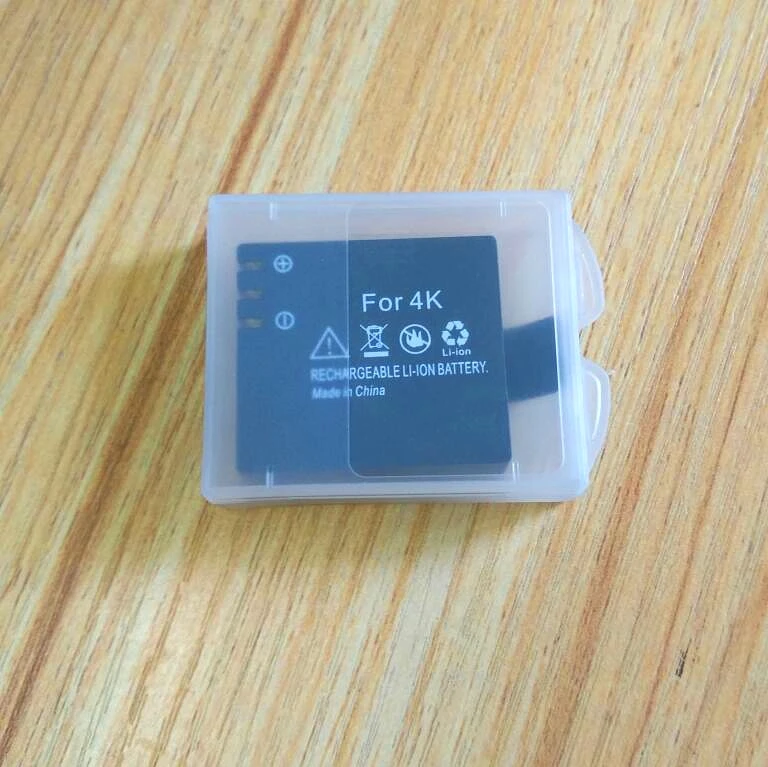 For 4K
Li-ion
RECHARGEABLE LI-ION BATTERY.
Made in China